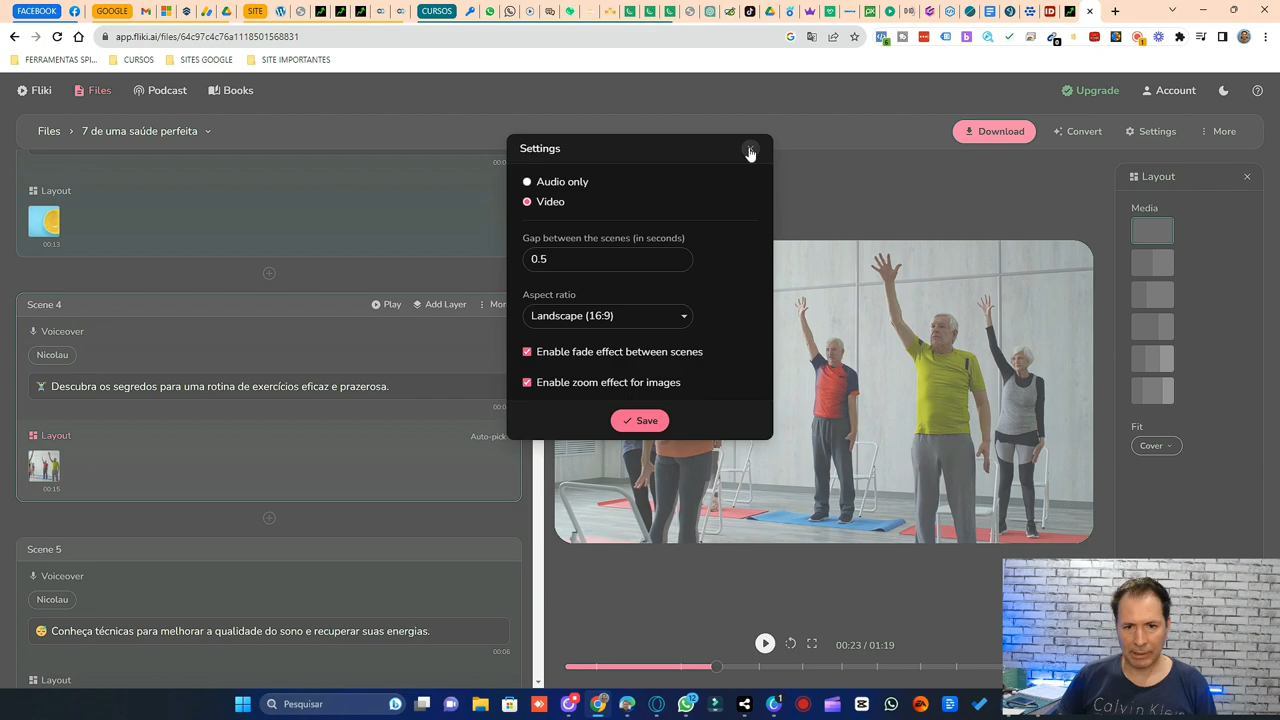 FACEBOOK
GOOGLE
SITE
CURSOS
app.fliki.ai/files/64c97c4c76a1118501568831
FERRAMENTAS SPI...
CURSOS
SITES GOOGLE
SITE IMPORTANTES
Fliki
Files
Podcast
Books
Upgrade
Account
Files > 7 de uma saúde perfeita
Download
Convert
Settings
More
Layout
00:13
Scene 4
Play
Add Layer
Voiceover
Nicolau
Descubra os segredos para uma rotina de exercícios eficaz e prazerosa.
Layout
Auto-pick
00:15
Scene 5
Voiceover
Nicolau
Conheça técnicas para melhorar a qualidade do sono e recuperar suas energias.
00:06
Layout
Settings
Audio only
Video
Gap between the scenes (in seconds)
0.5
Aspect ratio
Landscape (16:9)
Enable fade effect between scenes
Enable zoom effect for images
Save
00:23 / 01:19
Layout
Media
Fit
Cover
Calvin Klein
Pesquisar
12